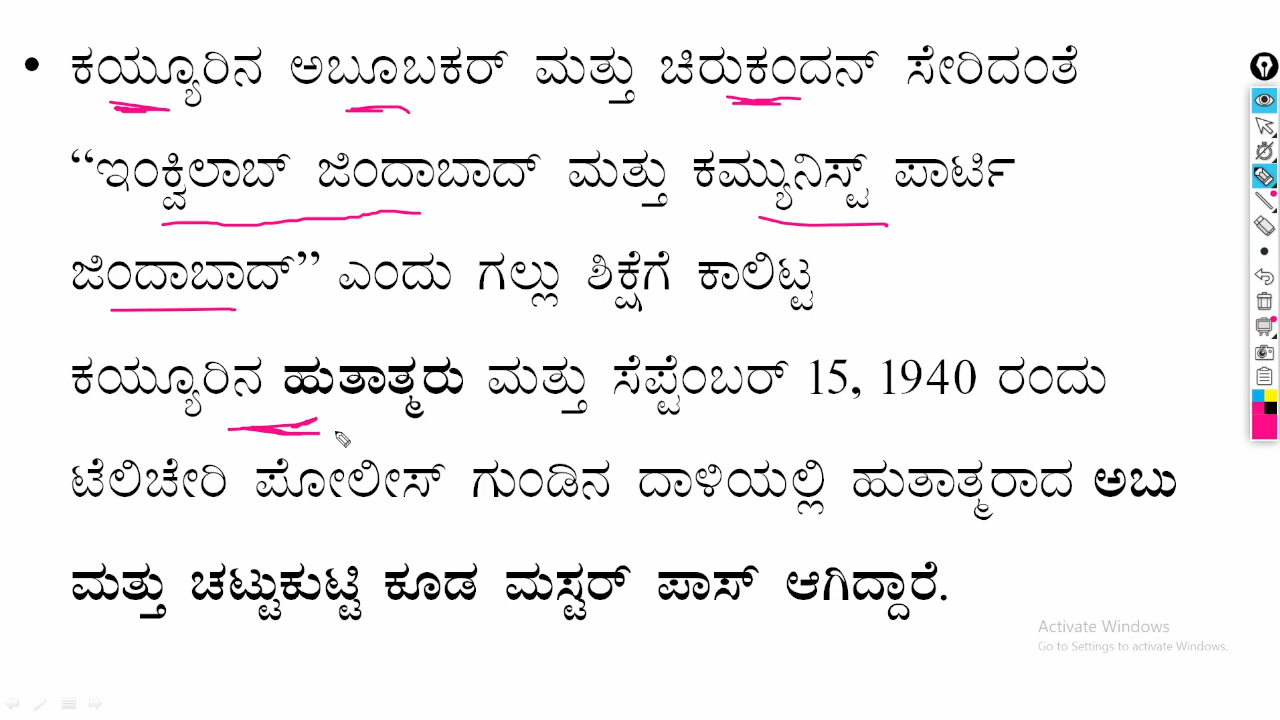 • ಕಯ್ಯೂರಿನ ಅಬೂಬಕರ್ ಮತ್ತು ಚಿರುಕಂದನ್ ಸೇರಿದಂತೆ
“ಇಂಕ್ವಿಲಾಬ್ ಜಿಂದಾಬಾದ್ ಮತ್ತು ಕಮ್ಯುನಿಸ್ಟ್ ಪಾರ್ಟಿ
ಜಿಂದಾಬಾದ್” ಎಂದು ಗಲ್ಲು ಶಿಕ್ಷೆಗೆ ಕಾಲಿಟ್ಟ
ಕಯ್ಯೂರಿನ ಹುತಾತ್ಮರು ಮತ್ತು ಸೆಪ್ಟೆಂಬರ್ 15, 1940 ರಂದು
ಟೆಲಿಚೇರಿ ಪೋಲೀಸ್ ಗುಂಡಿನ ದಾಳಿಯಲ್ಲಿ ಹುತಾತ್ಮರಾದ ಅಬು
ಮತ್ತು ಚಟ್ಟುಕುಟ್ಟಿ ಕೂಡ ಮಸ್ಟರ್ ಪಾಸ್ ಆಗಿದ್ದಾರೆ.
Activate Windows
Go to Settings to activate Windows.